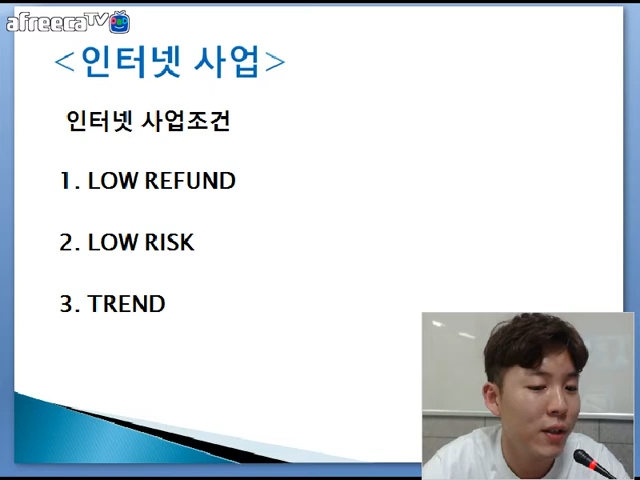 afreecaTV
<인터넷 사업>
인터넷 사업조건
1. LOW REFUND
2. LOW RISK
3. TREND